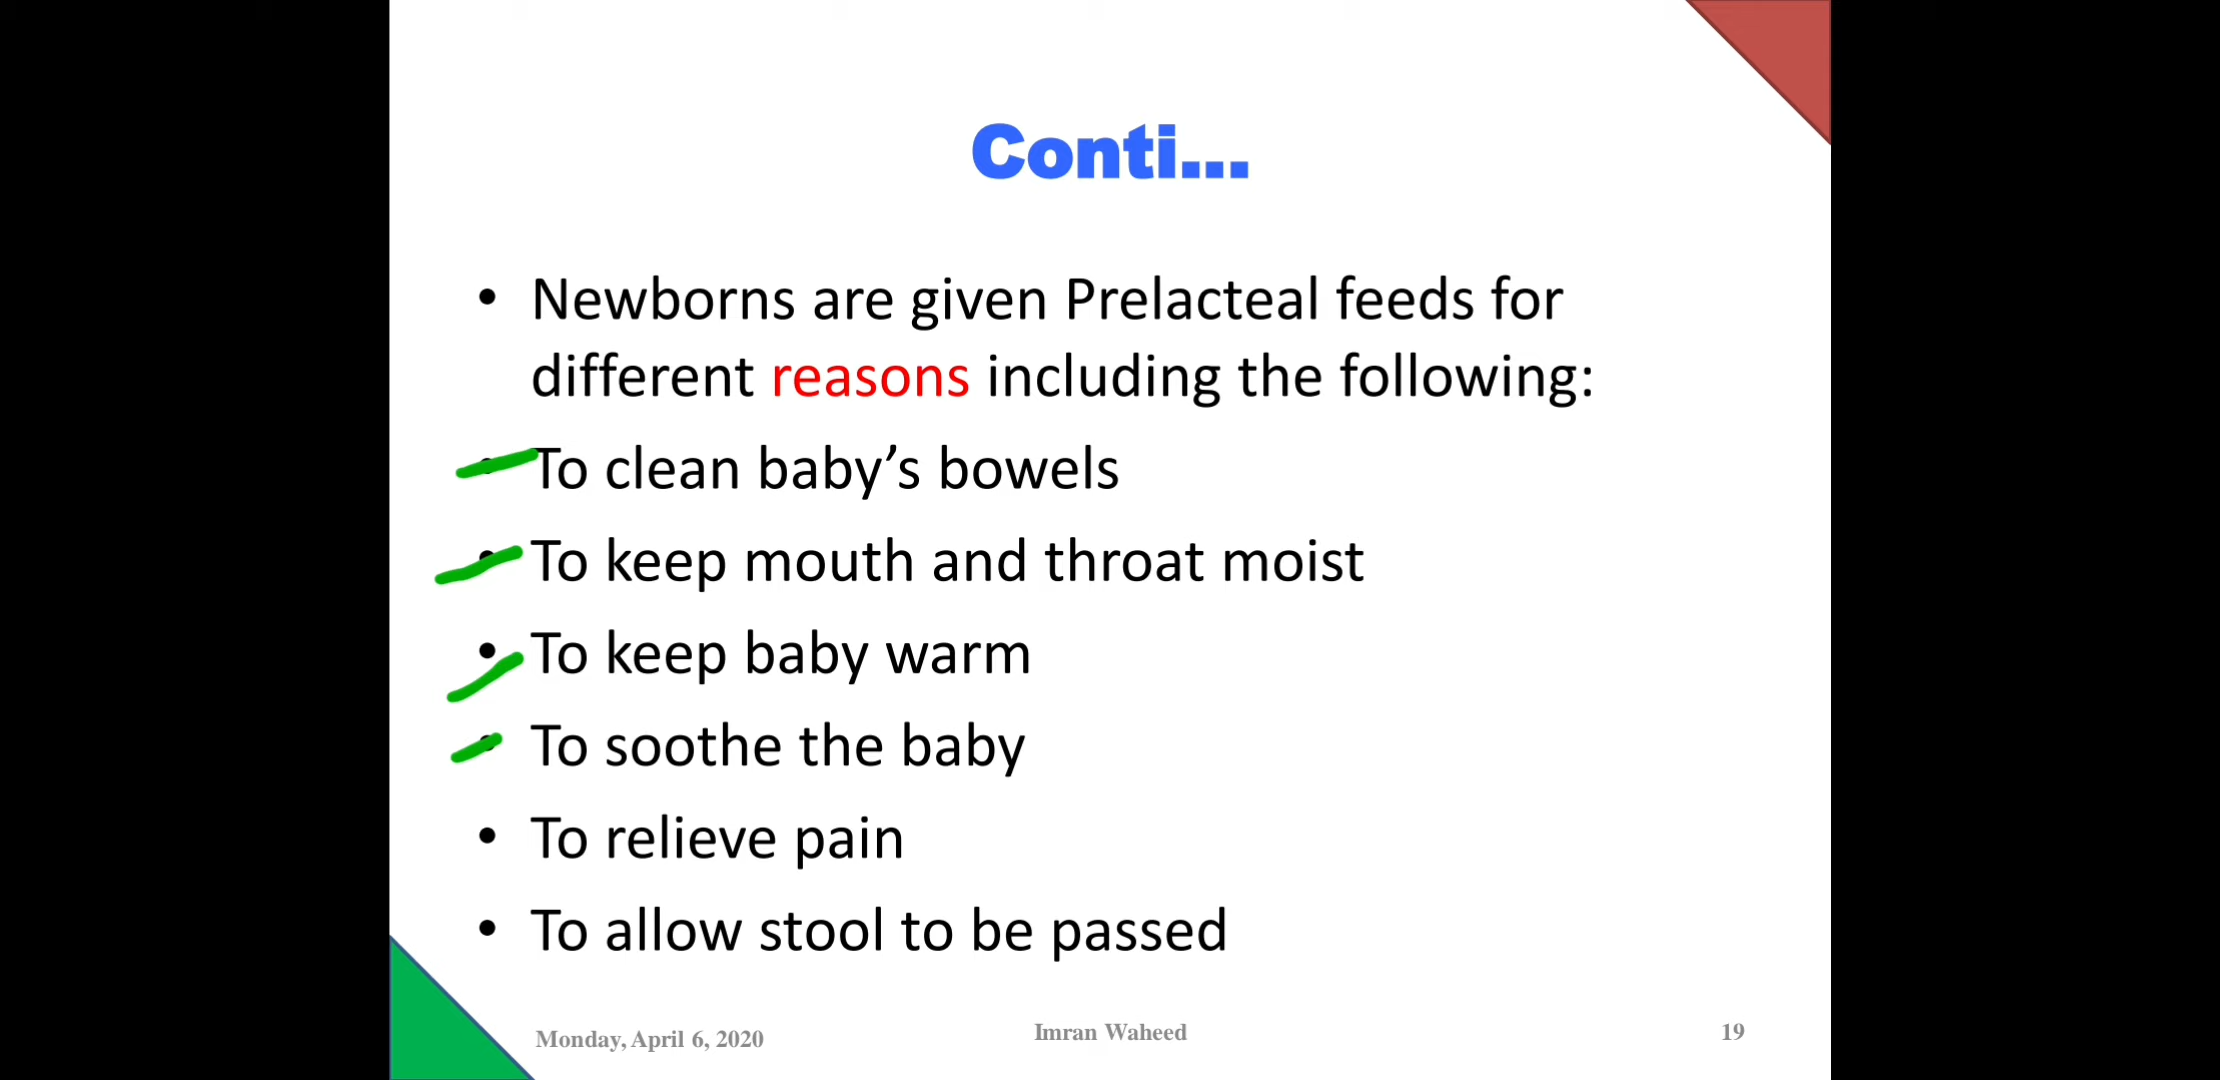 Conti...
• Newborns are given Prelacteal feeds for
different reasons including the following:
• To clean baby’s bowels
• To keep mouth and throat moist
• To keep baby warm
• To soothe the baby
• To relieve pain
• To allow stool to be passed
Monday, April 6, 2020
Imran Waheed
19